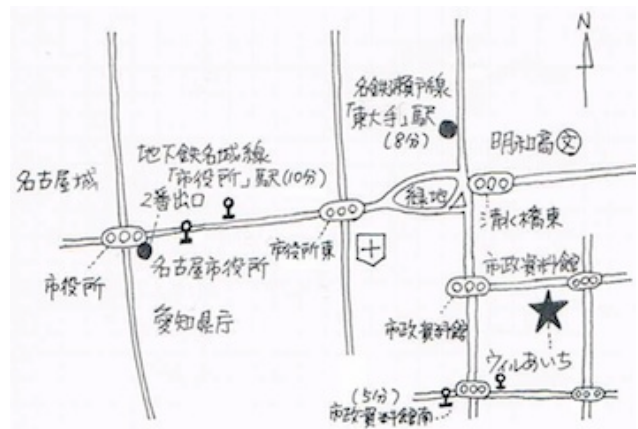 N
名鉄瀬戸線
「東大手」駅
(8分)
明和高 文
地下鉄名城線
「市役所」駅(10分)
2番出口
名古屋城
緑地
清水橋東
市役所東
名古屋市役所
市役所
愛知県庁
市政資料館
市政資料館
ウィルあいち
(5分)
市政資料館南